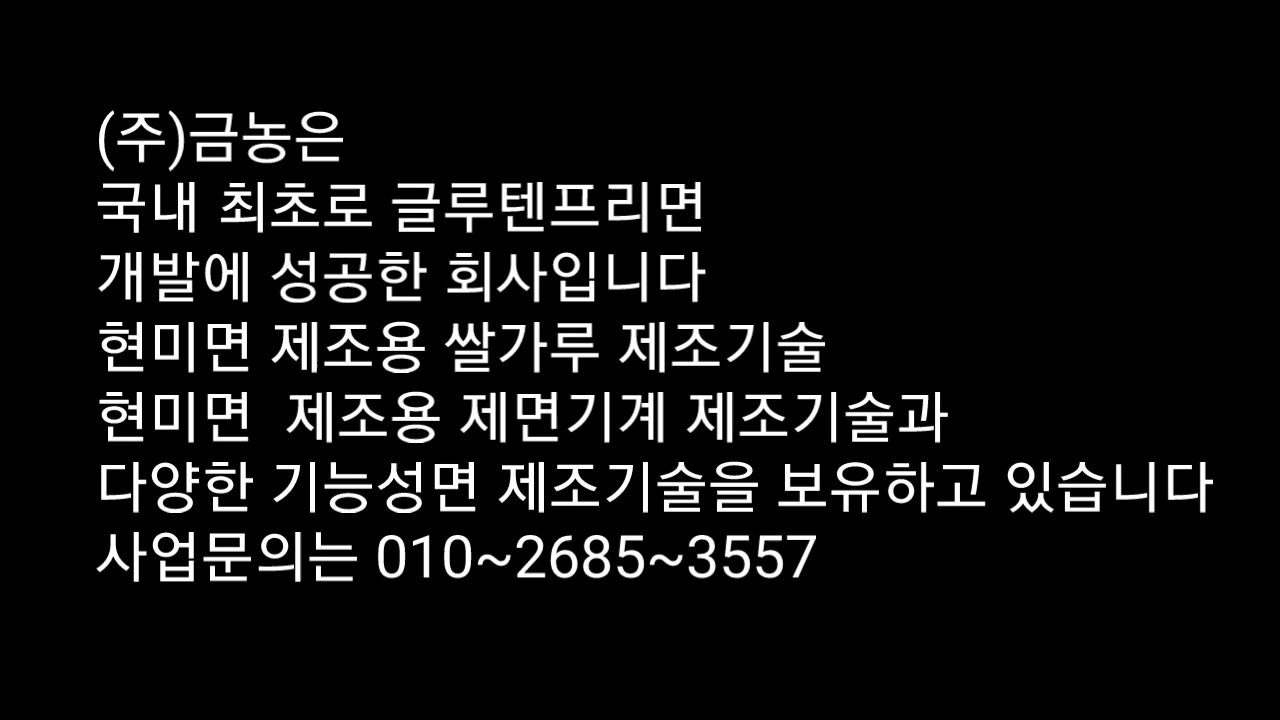 (주)금농은
국내 최초로 글루텐프리면
개발에 성공한 회사입니다
현미면 제조용 쌀가루 제조기술
현미면  제조용 제면기계 제조기술과
다양한 기능성면 제조기술을 보유하고 있습니다
사업문의는 010~2685~3557